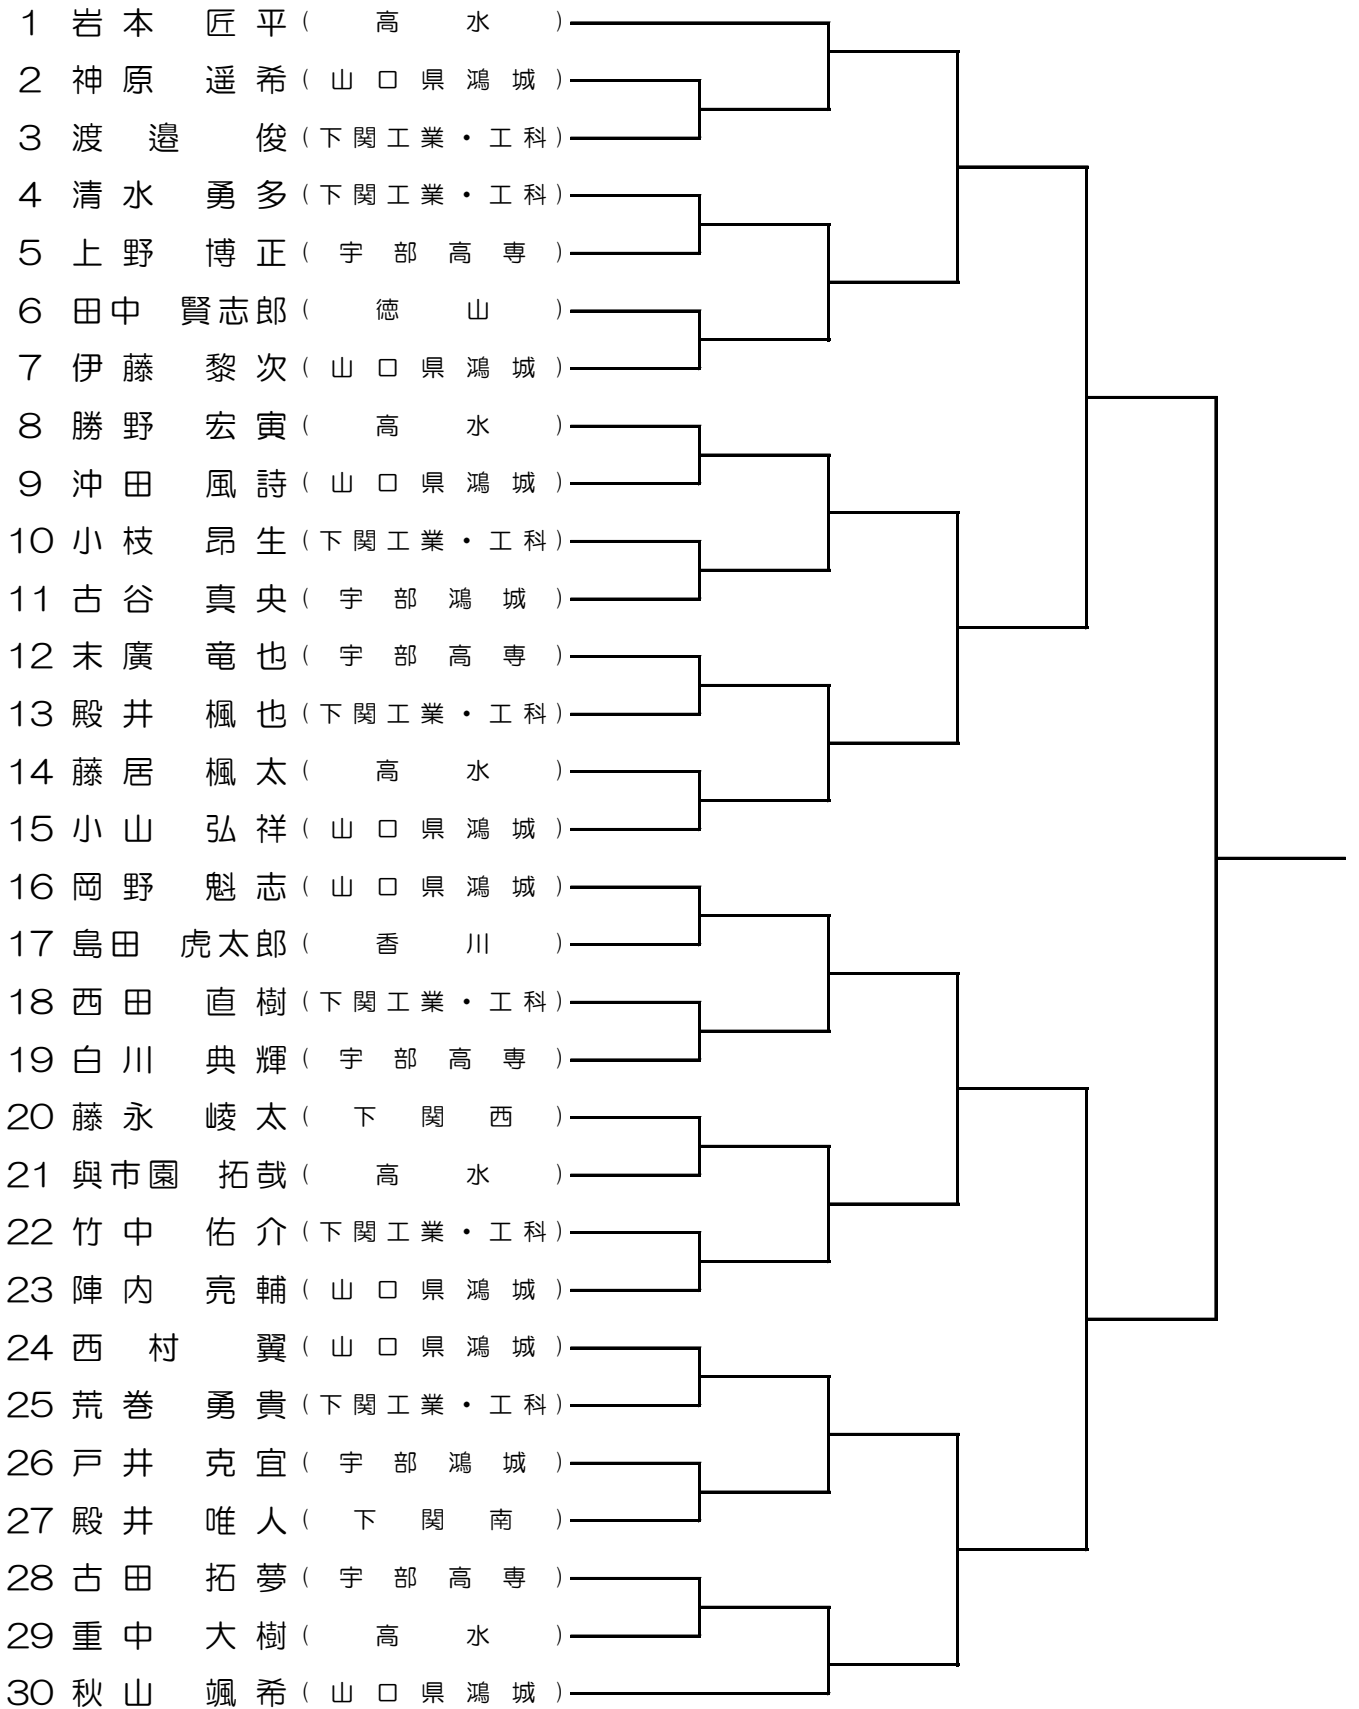 1 岩本 匠平(高水)
2 神原 遥希(山口県鴻城)
3 渡邉 俊(下関工業・工科)
4 清水 勇多(下関工業・工科)
5 上野 博正(宇部高専)
6 田中 賢志郎(徳山)
7 伊藤 黎次(山口県鴻城)
8 勝野 宏寅(高水)
9 沖田 風詩(山口県鴻城)
10 小枝 昂生(下関工業・工科)
11 古谷 真央(宇部鴻城)
12 末廣 竜也(宇部高専)
13 殿井 楓也(下関工業・工科)
14 藤居 楓太(高水)
15 小山 弘祥(山口県鴻城)
16 岡野 魁志(山口県鴻城)
17 島田 虎太郎(香川)
18 西田 直樹(下関工業・工科)
19 白川 典輝(宇部高専)
20 藤永 崚太(下関西)
21 與市園 拓哉(高水)
22 竹中 佑介(下関工業・工科)
23 陣内 亮輔(山口県鴻城)
24 西村 翼(山口県鴻城)
25 荒巻 勇貴(下関工業・工科)
26 戸井 克宜(宇部鴻城)
27 殿井 唯人(下関南)
28 古田 拓夢(宇部高専)
29 重中 大樹(高水)
30 秋山 颯希(山口県鴻城)